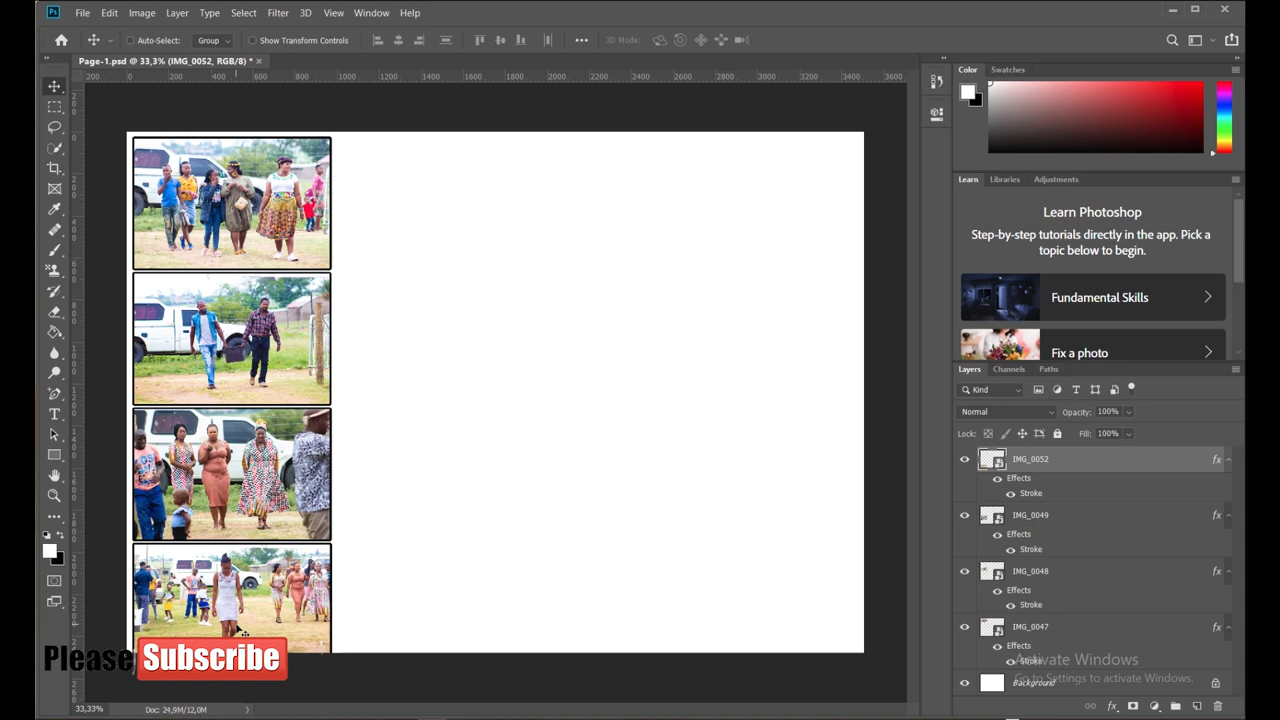 Ps File Edit Image Layer Type Select Filter 3D View Window Help
Auto-Select: Group Show Transform Controls 3D Mode:
Page-1.psd @ 33,3% (IMG_0052, RGB/8) *
200 0 200 400 600 800 1000 1200 1400 1600 1800 2000 2200 2400 2600 2800 3000 3200 3400 3600
Color Swatches
Learn Libraries Adjustments
Learn Photoshop
Step-by-step tutorials directly in the app. Pick a
topic below to begin.
Fundamental Skills
Fix a photo
Layers Channels Paths
Kind
Normal Opacity: 100%
Lock: Fill: 100%
IMG_0052 fx
Effects
Stroke
IMG_0049 fx
Effects
Stroke
IMG_0048 fx
Effects
Stroke
IMG_0047 fx
Effects
Stroke
Background
Activate Windows
Go to Settings to activate Windows.
Please Subscribe
33,33% Doc: 24,9M/12,0M